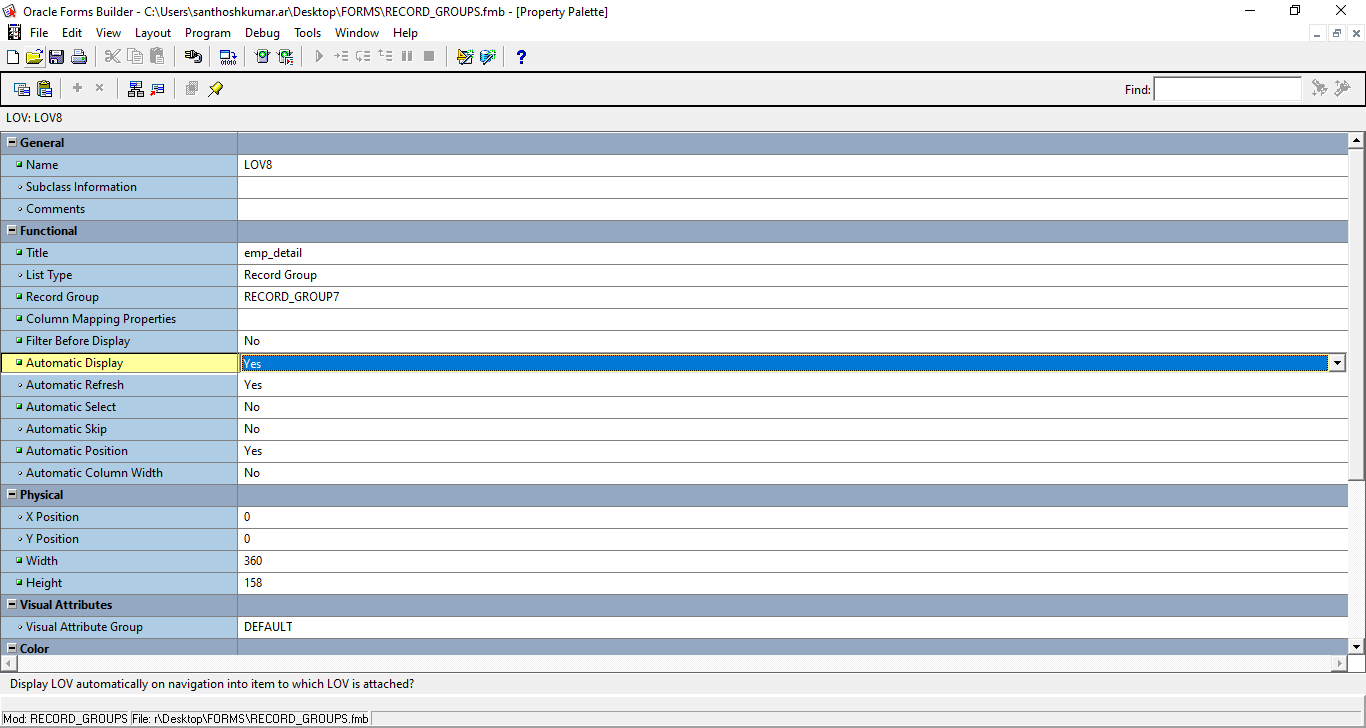 Oracle Forms Builder - C:\Users\santhoshkumar.ar\Desktop\FORMS\RECORD_GROUPS.fmb - [Property Palette]
File Edit View Layout Program Debug Tools Window Help
Find:
LOV: LOV8
General
Name LOV8
Subclass Information
Comments
Functional
Title emp_detail
List Type Record Group
Record Group RECORD_GROUP7
Column Mapping Properties
Filter Before Display No
Automatic Display Yes
Automatic Refresh Yes
Automatic Select No
Automatic Skip No
Automatic Position Yes
Automatic Column Width No
Physical
X Position 0
Y Position 0
Width 360
Height 158
Visual Attributes
Visual Attribute Group DEFAULT
Color
Display LOV automatically on navigation into item to which LOV is attached?
Mod: RECORD_GROUPS File: r\Desktop\FORMS\RECORD_GROUPS.fmb